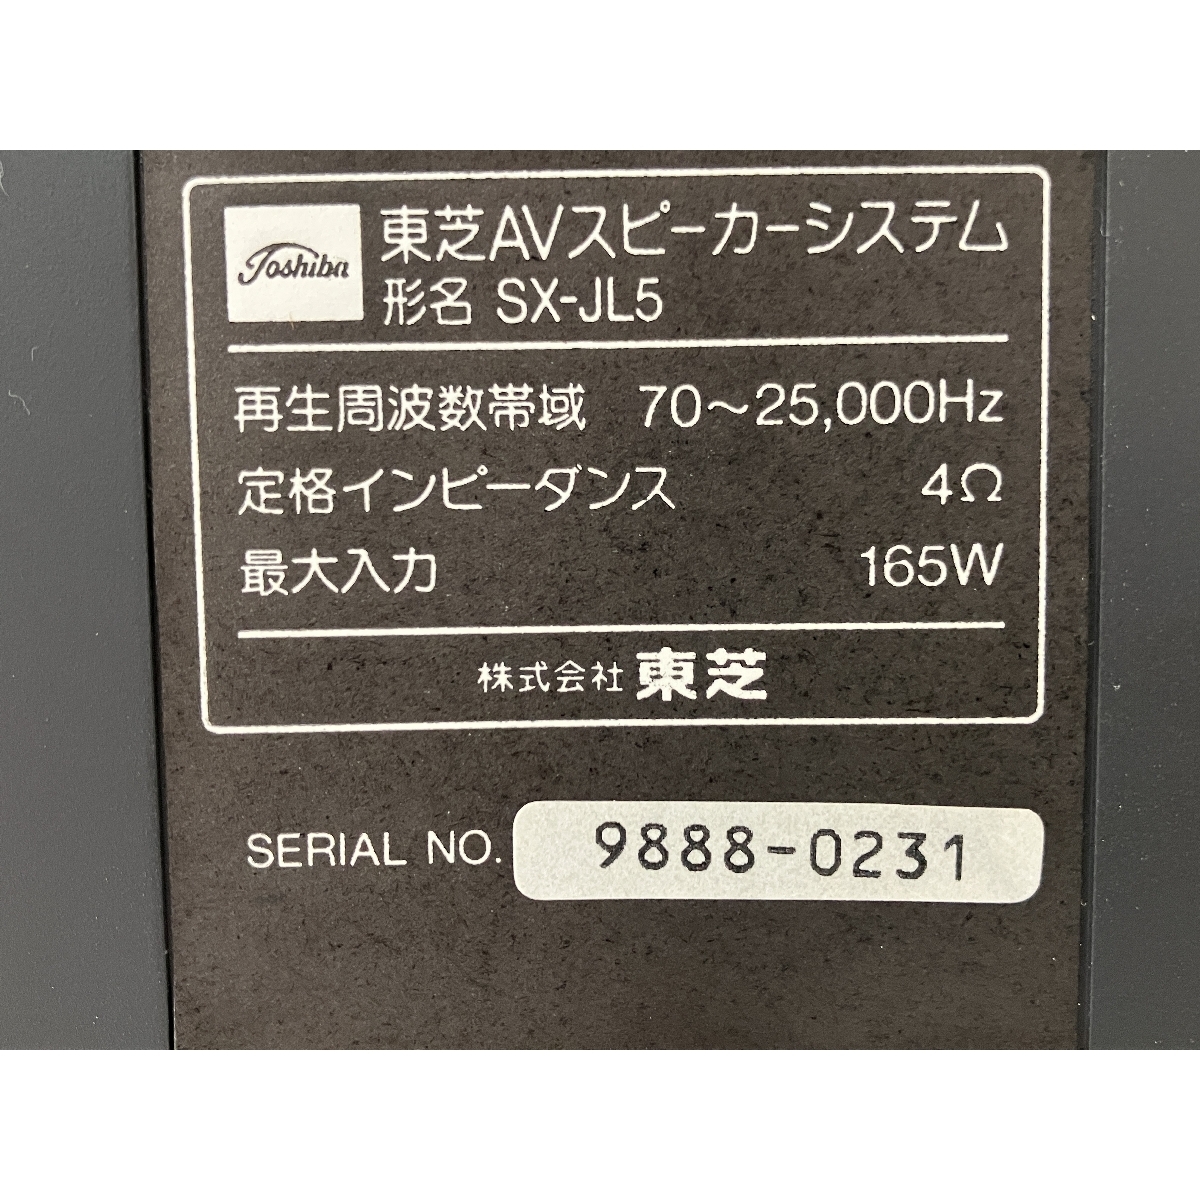 Toshiba
東芝AVスピーカーシステム
形名 SX-JL5
再生周波数帯域 70～25,000Hz
定格インピーダンス 4Ω
最大入力 165W
株式会社 東芝
SERIAL NO. 9888-0231